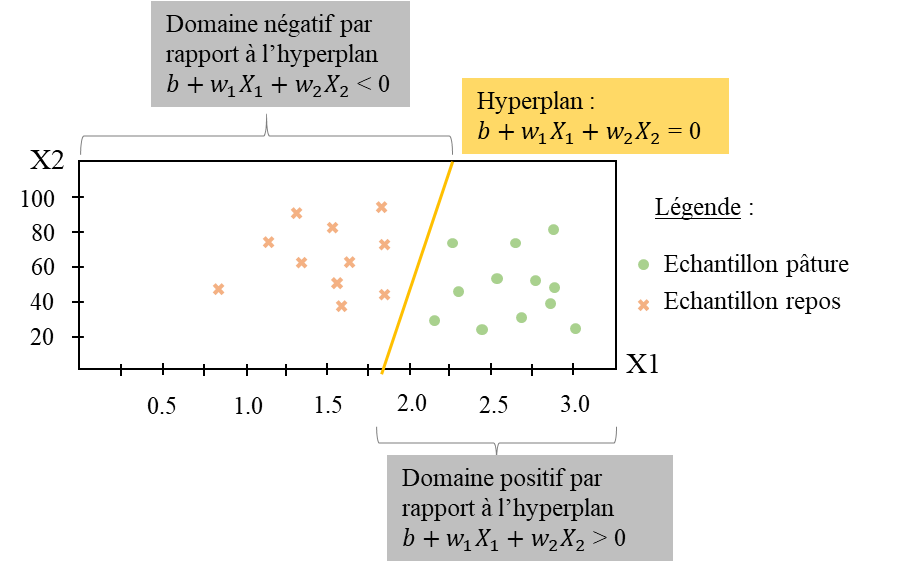 Domaine négatif par
rapport à l’hyperplan
b + w₁X₁ + w₂X₂ < 0
Hyperplan :
b + w₁X₁ + w₂X₂ = 0
X2
100
80
60
40
20
X1
0.5
1.0
1.5
2.0
2.5
3.0
Légende :
Echantillon pâture
Echantillon repos
Domaine positif par
rapport à l’hyperplan
b + w₁X₁ + w₂X₂ > 0